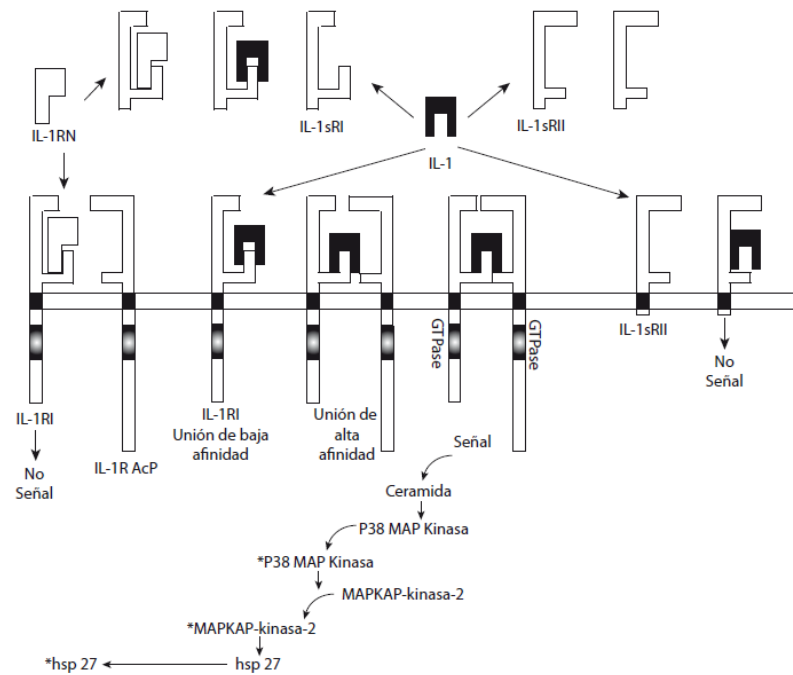 IL-1RN
IL-1sRI
IL-1
IL-1sRII
GTPase
GTPase
IL-1sRII
No
Señal
IL-1RI
No
Señal
IL-1R AcP
IL-1RI
Unión de baja
afinidad
Unión de
alta
afinidad
Señal
Ceramida
P38 MAP Kinasa
*P38 MAP Kinasa
MAPKAP-kinasa-2
*MAPKAP-kinasa-2
*hsp 27
hsp 27